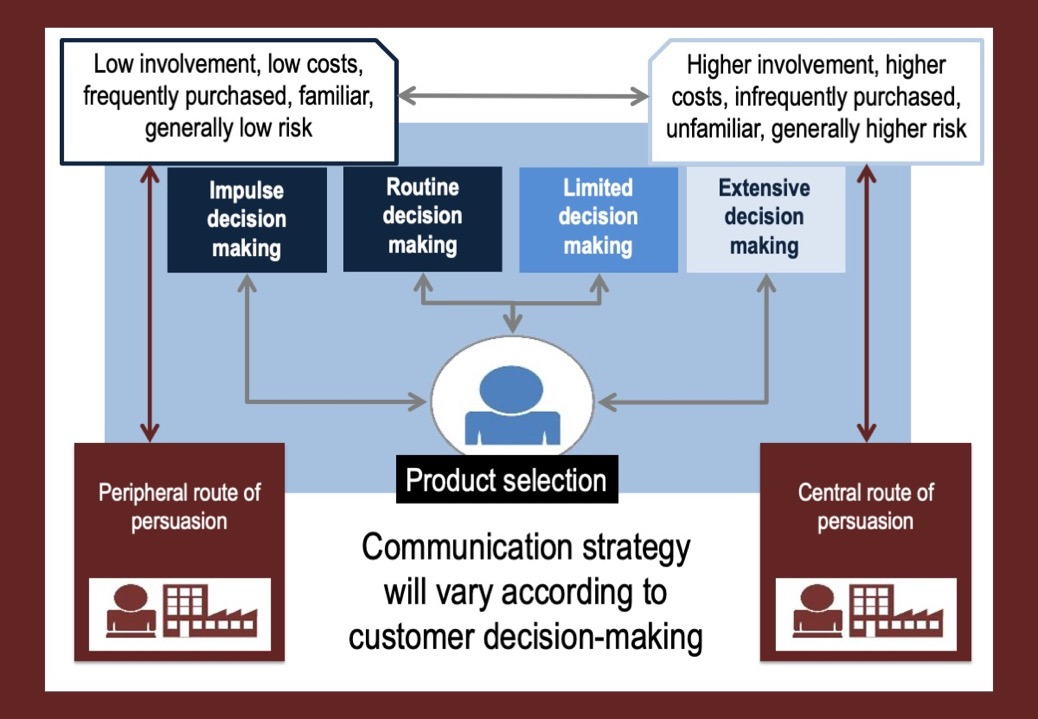 Low involvement, low costs,
frequently purchased, familiar,
generally low risk
Higher involvement, higher
costs, infrequently purchased,
unfamiliar, generally higher risk
Impulse
decision
making
Routine
decision
making
Limited
decision
making
Extensive
decision
making
Product selection
Peripheral route of
persuasion
Central route of
persuasion
Communication strategy
will vary according to
customer decision-making